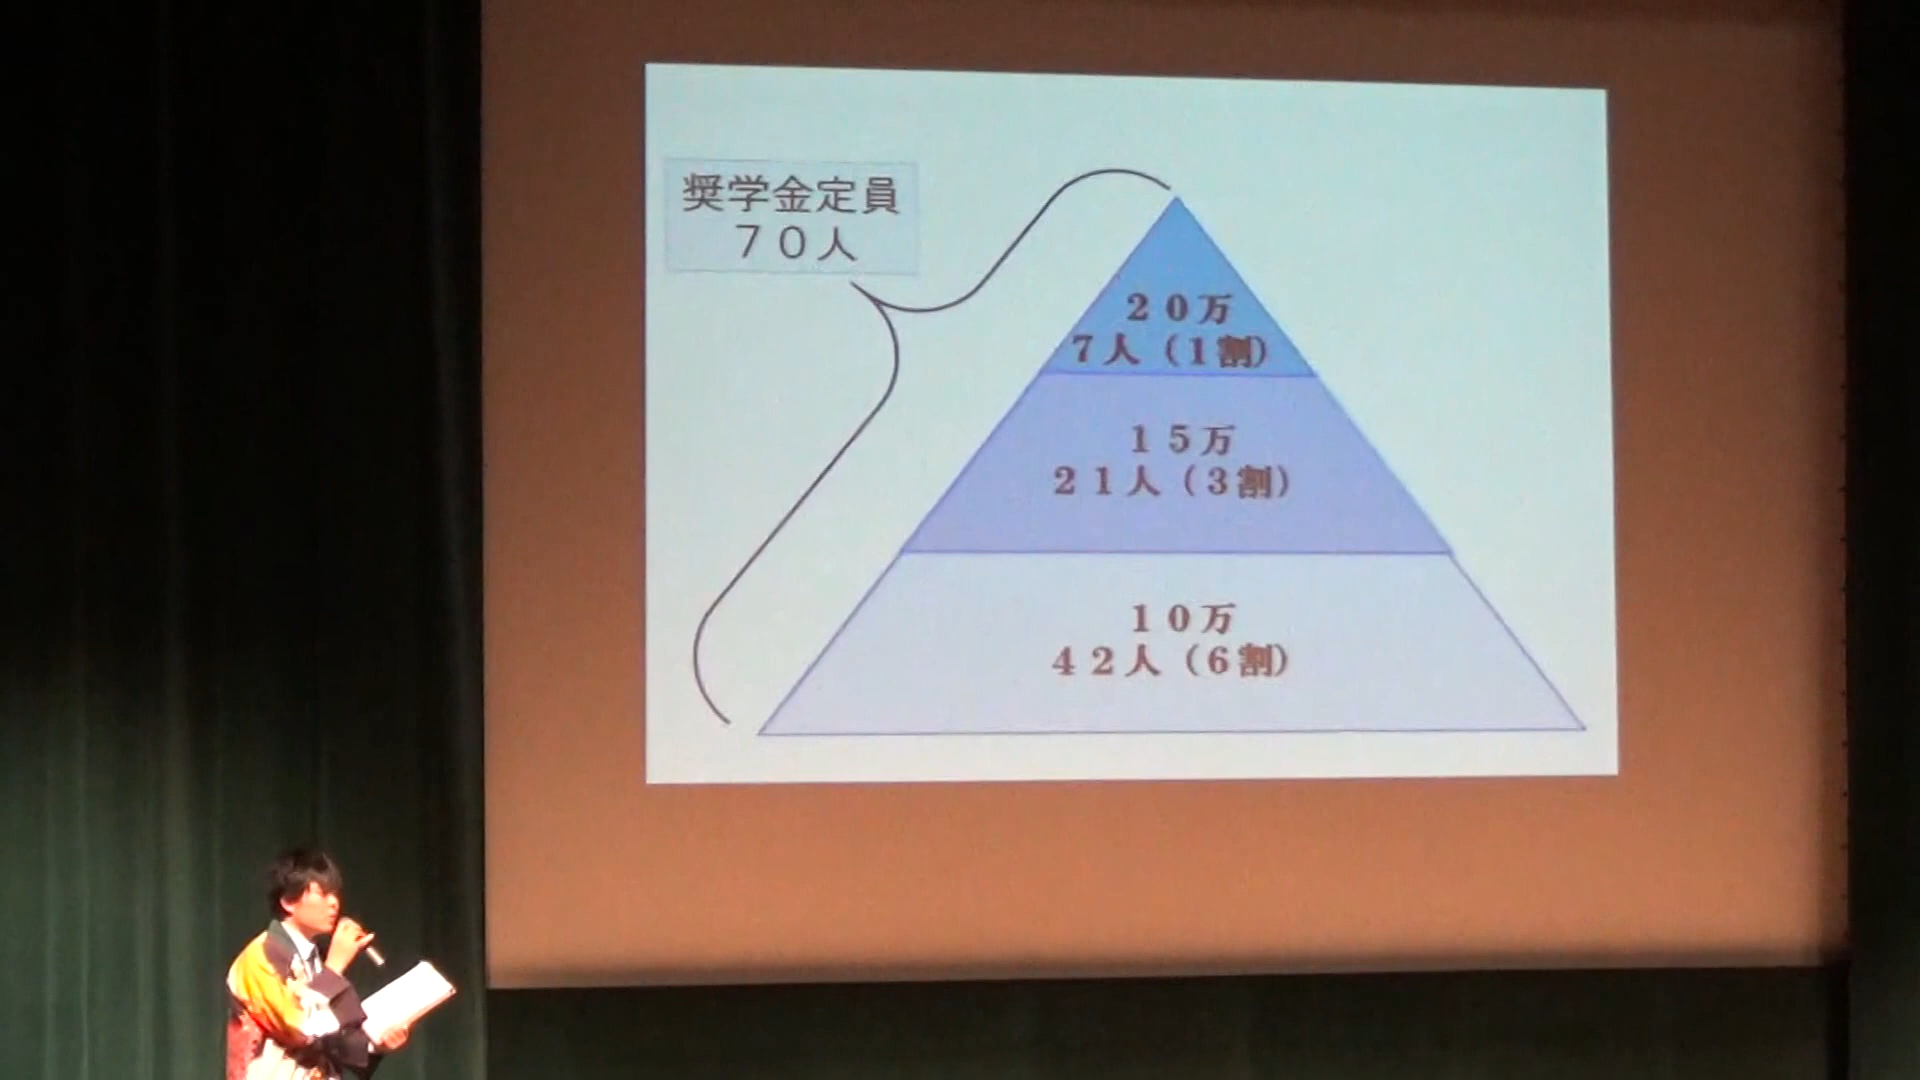 奨学金定員
７０人
２０万
７人（１割）
１５万
２１人（３割）
１０万
４２人（６割）